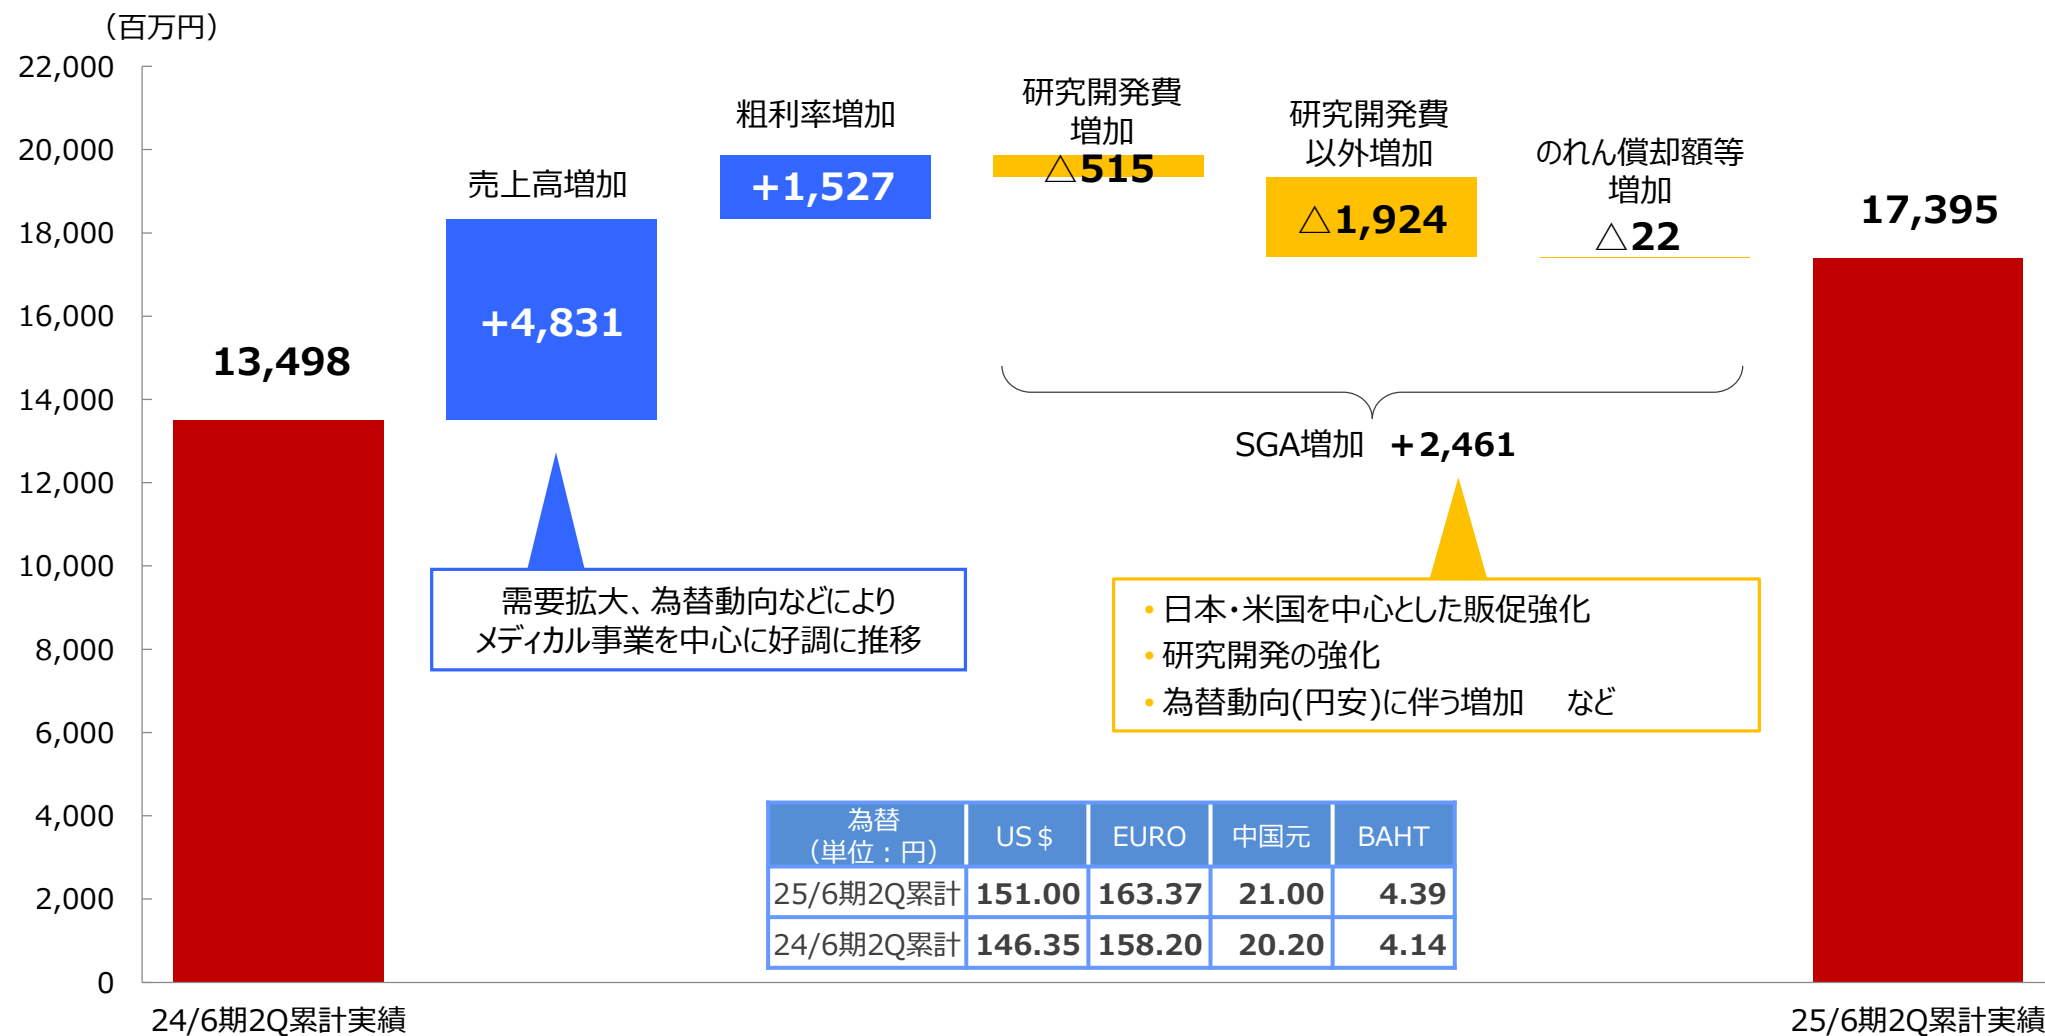 （百万円）
22,000
20,000
18,000
16,000
14,000
12,000
10,000
8,000
6,000
4,000
2,000
0
13,498
24/6期2Q累計実績
売上高増加
+4,831
粗利率増加
+1,527
研究開発費
増加
△515
研究開発費
以外増加
△1,924
のれん償却額等
増加
△22
17,395
25/6期2Q累計実績
SGA増加 +2,461
需要拡大、為替動向などにより
メディカル事業を中心に好調に推移
• 日本・米国を中心とした販促強化
• 研究開発の強化
• 為替動向(円安)に伴う増加 など
為替
（単位：円） US＄ EURO 中国元 BAHT
25/6期2Q累計 151.00 163.37 21.00 4.39
24/6期2Q累計 146.35 158.20 20.20 4.14